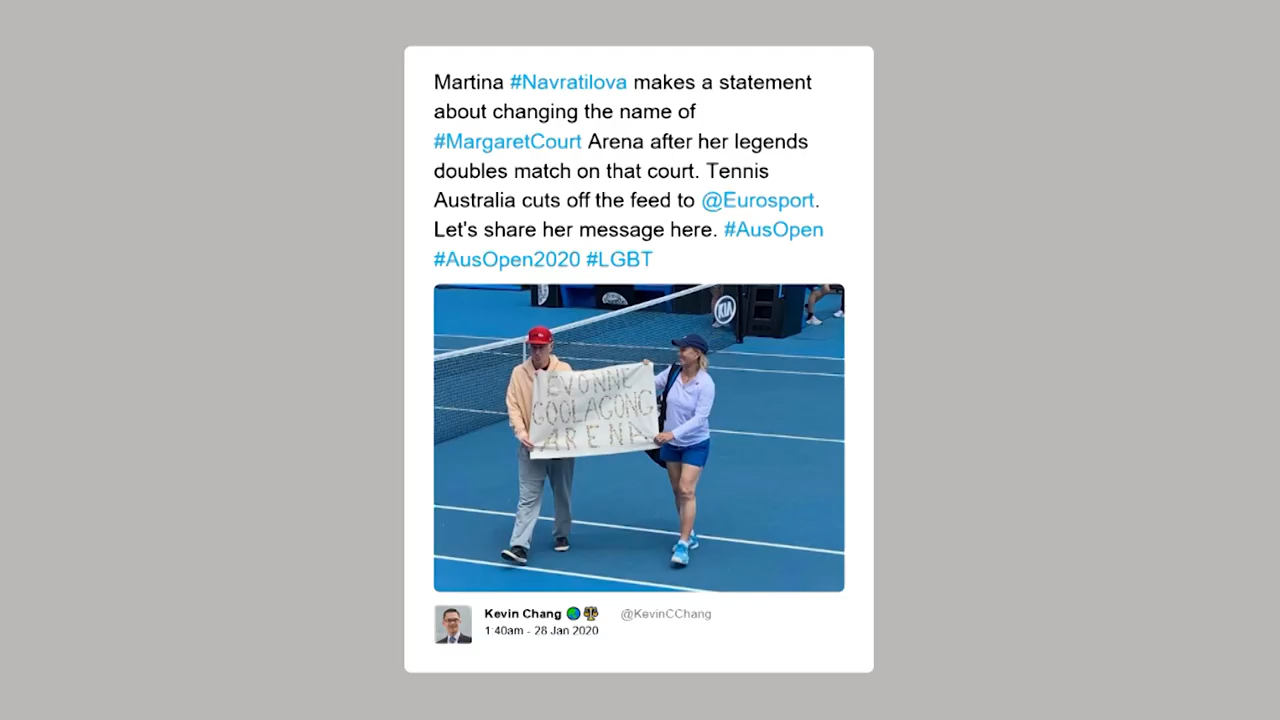 Martina #Navratilova makes a statement
about changing the name of
#MargaretCourt Arena after her legends
doubles match on that court. Tennis
Australia cuts off the feed to @Eurosport.
Let's share her message here. #AusOpen
#AusOpen2020 #LGBT
KIA
EVONNE
GOOLAGONG
ARENA
Kevin Chang @KevinCChang
1:40am - 28 Jan 2020